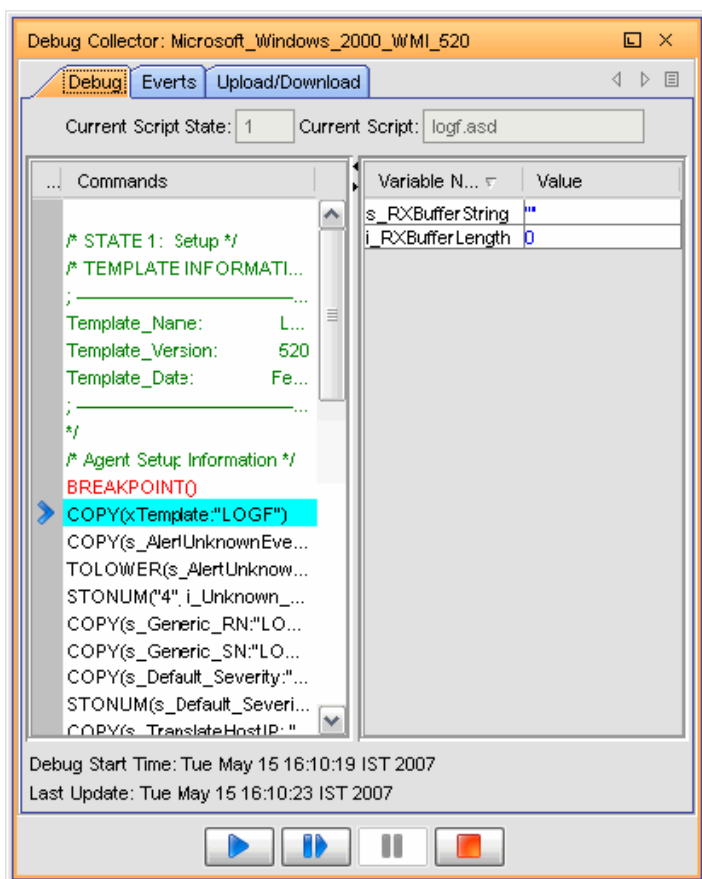 Debug Collector: Microsoft_Windows_2000_WMI_520
Debug Everts Upload/Download
Current Script State: 1 Current Script: logf.asd
... Commands
/* STATE 1: Setup */
/* TEMPLATE INFORMATI...
; ...
Template_Name: L...
Template_Version: 520
Template_Date: Fe...
; ...
*/
/* Agent Setup Information */
BREAKPOINT()
COPY(xTemplate:"LOGF")
COPY(s_AlertUnknownEve...
TOLOWER(s_AlertUnknow...
STONUM("4", i_Unknown_...
COPY(s_Generic_RN:"LO...
COPY(s_Generic_SN:"LO...
COPY(s_Default_Severity:"...
STONUM(s_Default_Severi...
COPY(s_TranslateHostIP:"
Variable N... Value
s_RXBufferString ""
i_RXBufferLength 0
Debug Start Time: Tue May 15 16:10:19 IST 2007
Last Update: Tue May 15 16:10:23 IST 2007